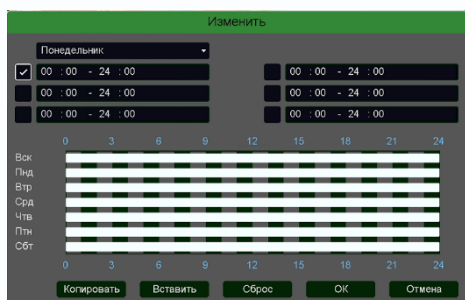 Изменить
Понедельник
00 : 00 - 24 : 00 00 : 00 - 24 : 00
00 : 00 - 24 : 00 00 : 00 - 24 : 00
00 : 00 - 24 : 00 00 : 00 - 24 : 00
0 3 6 9 12 15 18 21 24
Вск
Пнд
Втр
Срд
Чтв
Птн
Сбт
0 3 6 9 12 15 18 21 24
Копировать Вставить Сброс ОК Отмена